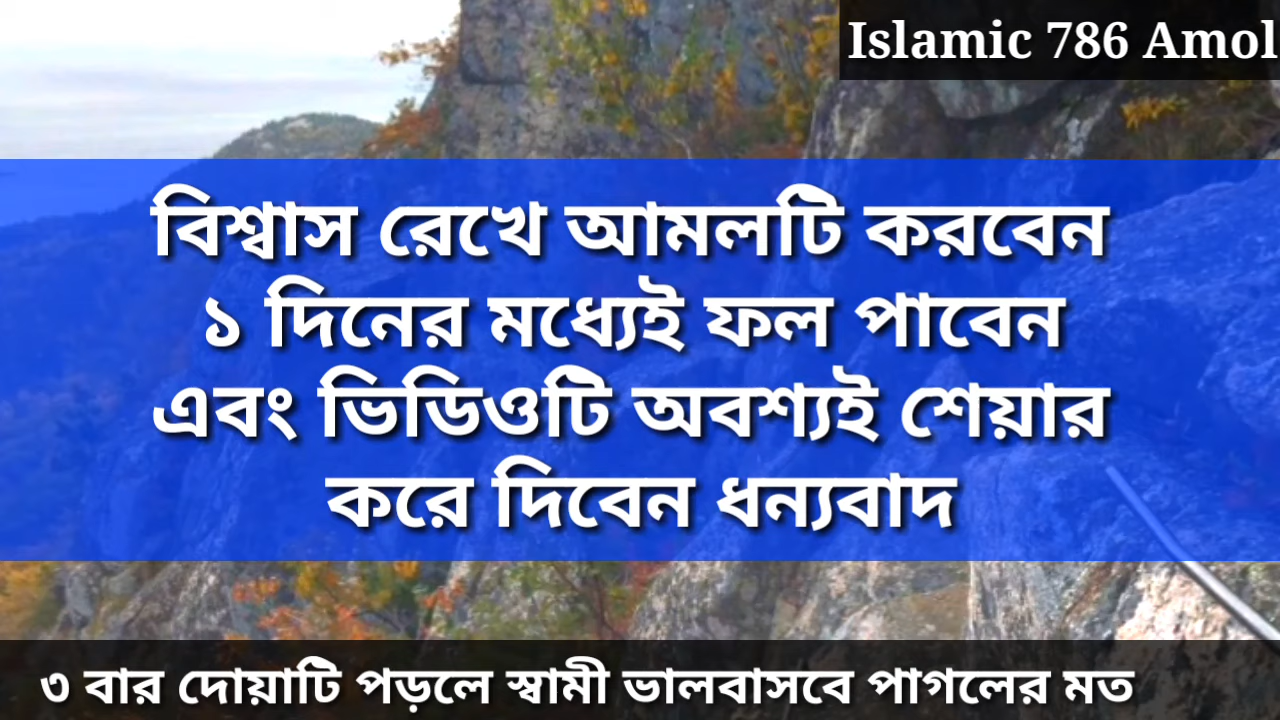 Islamic 786 Amol
বিশ্বাস রেখে আমলটি করবেন
১ দিনের মধ্যেই ফল পাবেন
এবং ভিডিওটি অবশ্যই শেয়ার
করে দিবেন ধন্যবাদ
৩ বার দোয়াটি পড়লে স্বামী ভালবাসবে পাগলের মত